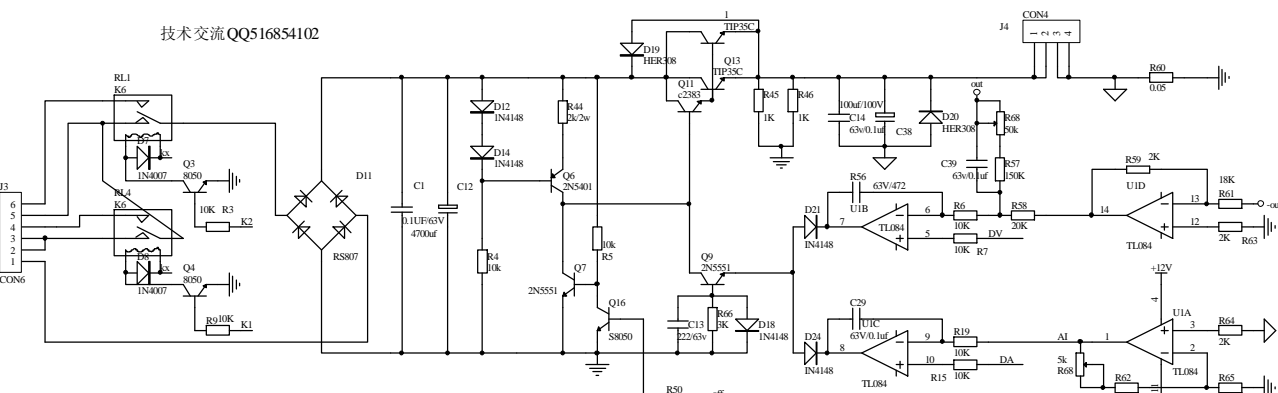 技术交流QQ516854102
RL1
K6
D7
kx
1N4007
Q3
8050
10K R3
K2
J3
6
5
4
3
2
1
CON6
RL4
K6
D8
kx
1N4007
Q4
8050
R9
10K
K1
D11
RS807
C1
0.1UF/63V
C12
4700uf
D12
1N4148
D14
1N4148
R4
10k
R44
2k/2w
Q6
2N5401
Q7
2N5551
10k
R5
Q16
S8050
R50
off
D19
HER308
1
TIP35C
Q13
TIP35C
Q11
c2383
R45
1K
R46
1K
Q9
2N5551
C13
222/63v
R66
3K
D18
1N4148
100uf/100V
C14
63v/0.1uf
C38
D20
HER308
J4
CON4
1
2
3
4
R60
0.05
out
R68
50k
C39
63v/0.1uf
R57
150K
R56
63V/472
U1B
D21
IN4148
7
6
5
TL084
R6
10K
R58
20K
DV
10K
R7
R59
2K
U1D
14
13
12
TL084
18K
R61
-out
2K
R63
C29
U1C
63V/0.1uf
D24
IN4148
8
9
10
TL084
R19
10K
DA
R15
10K
AI
5k
R68
R62
+12V
4
U1A
1
3
2
11
TL084
R64
2K
R65